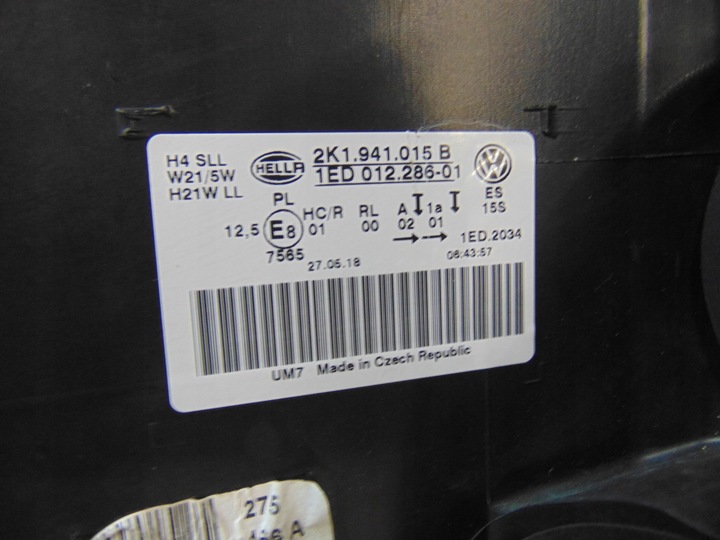 H4 SLL HELLA 2K1.941.015 B
W21/5W 1ED 012.286-01
H21W LL
PL ES
HC/R RL A 1a 15S
12,5 E8 01 00 02 01
7565 27.05.18 1ED.2034
06:43:57
UM7 Made in Czech Republic
275
A